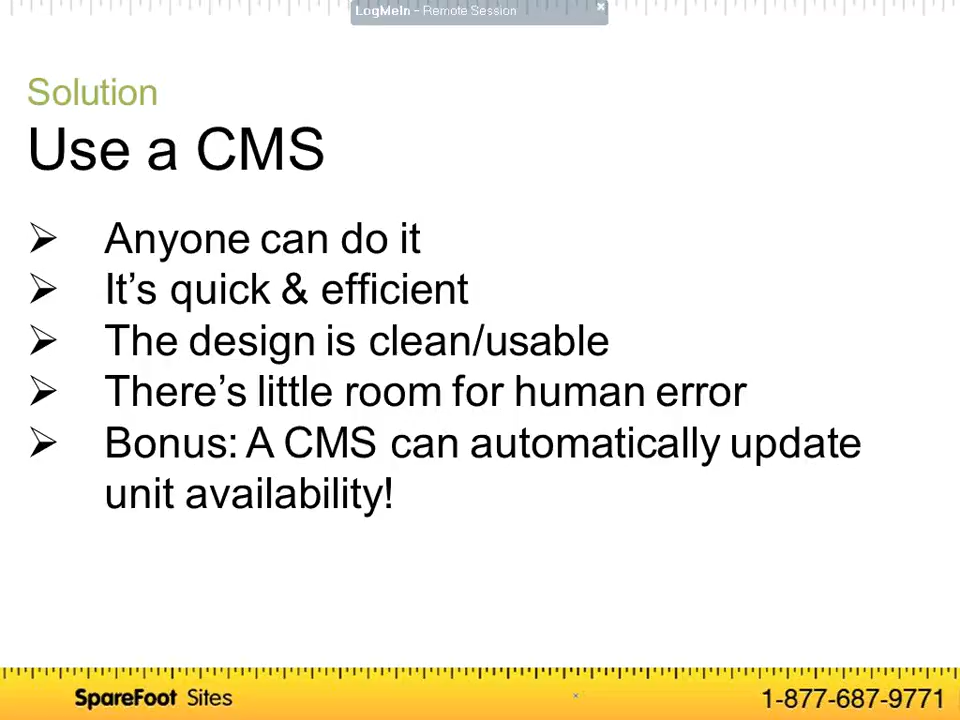 LogMeIn - Remote Session
Solution
Use a CMS
➢ Anyone can do it
➢ It’s quick & efficient
➢ The design is clean/usable
➢ There’s little room for human error
➢ Bonus: A CMS can automatically update
unit availability!
SpareFoot Sites
1-877-687-9771